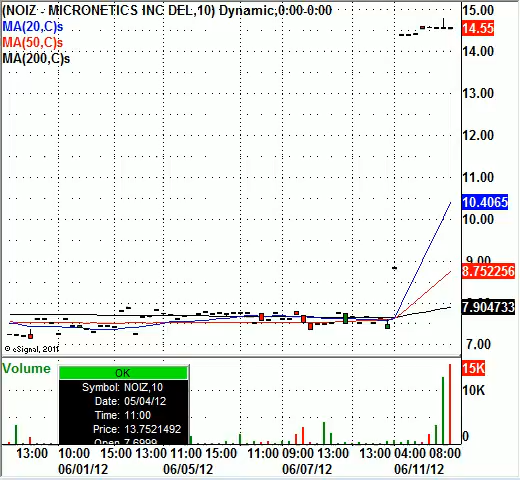 (NOIZ - MICRONETICS INC DEL,10) Dynamic,0:00-0:00
MA(20,C)s
MA(50,C)s
MA(200,C)s
15.00
14.55
14.00
13.00
12.00
11.00
10.4065
10.00
9.00
8.752256
7.904733
7.00
© eSignal, 2011
Volume
15K
10K
0
OK
Symbol: NOIZ,10
Date: 05/04/12
Time: 11:00
Price: 13.7521492
Open 7.6999
13:00 10:00 15:00 13:00 11:00 15:00 11:00 09:00 13:00 13:00 04:00 08:00
06/01/12 06/05/12 06/07/12 06/11/12